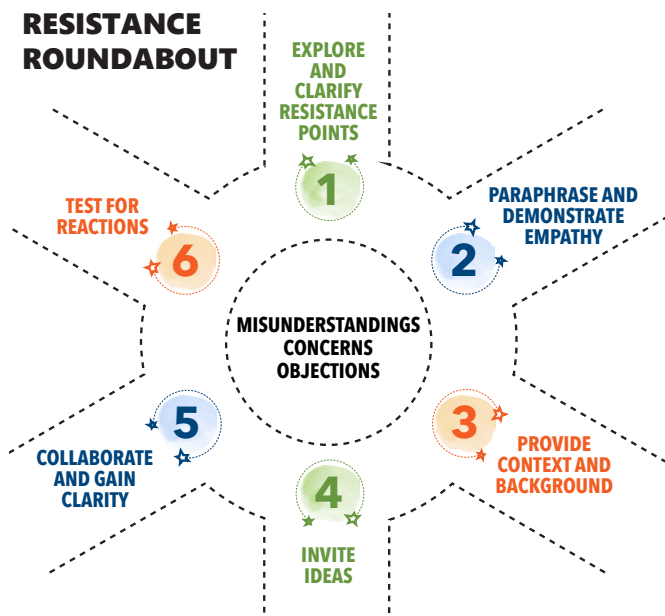 RESISTANCE
ROUNDABOUT
EXPLORE
AND
CLARIFY
RESISTANCE
POINTS
1
PARAPHRASE AND
DEMONSTRATE
EMPATHY
2
3
PROVIDE
CONTEXT AND
BACKGROUND
4
INVITE
IDEAS
5
COLLABORATE
AND GAIN
CLARITY
TEST FOR
REACTIONS
6
MISUNDERSTANDINGS
CONCERNS
OBJECTIONS